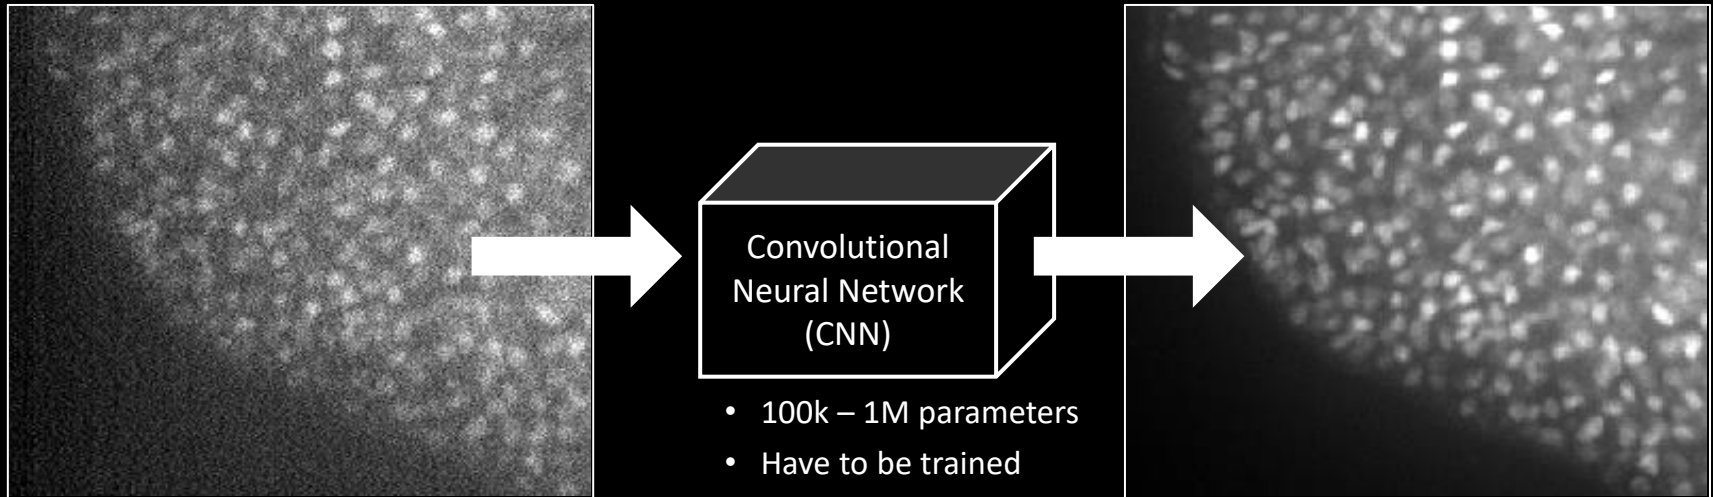 Convolutional
Neural Network
(CNN)
• 100k – 1M parameters
• Have to be trained